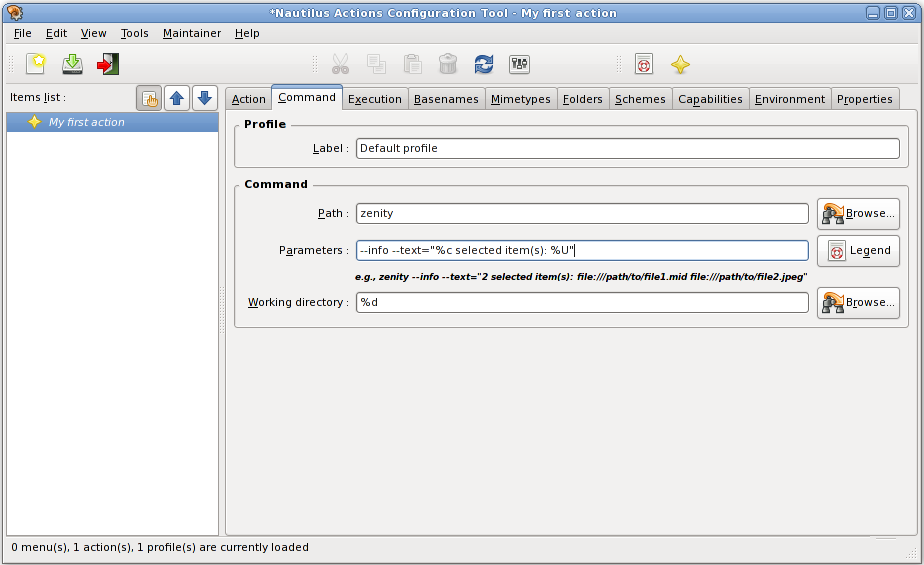 *Nautilus Actions Configuration Tool - My first action
File Edit View Tools Maintainer Help
Items list :
Action Command Execution Basenames Mimetypes Folders Schemes Capabilities Environment Properties
My first action
Profile
Label : Default profile
Command
Path : zenity Browse...
Parameters : --info --text="%c selected item(s): %U" Legend
e.g., zenity --info --text="2 selected item(s): file:///path/to/file1.mid file:///path/to/file2.jpeg"
Working directory : %d Browse...
0 menu(s), 1 action(s), 1 profile(s) are currently loaded